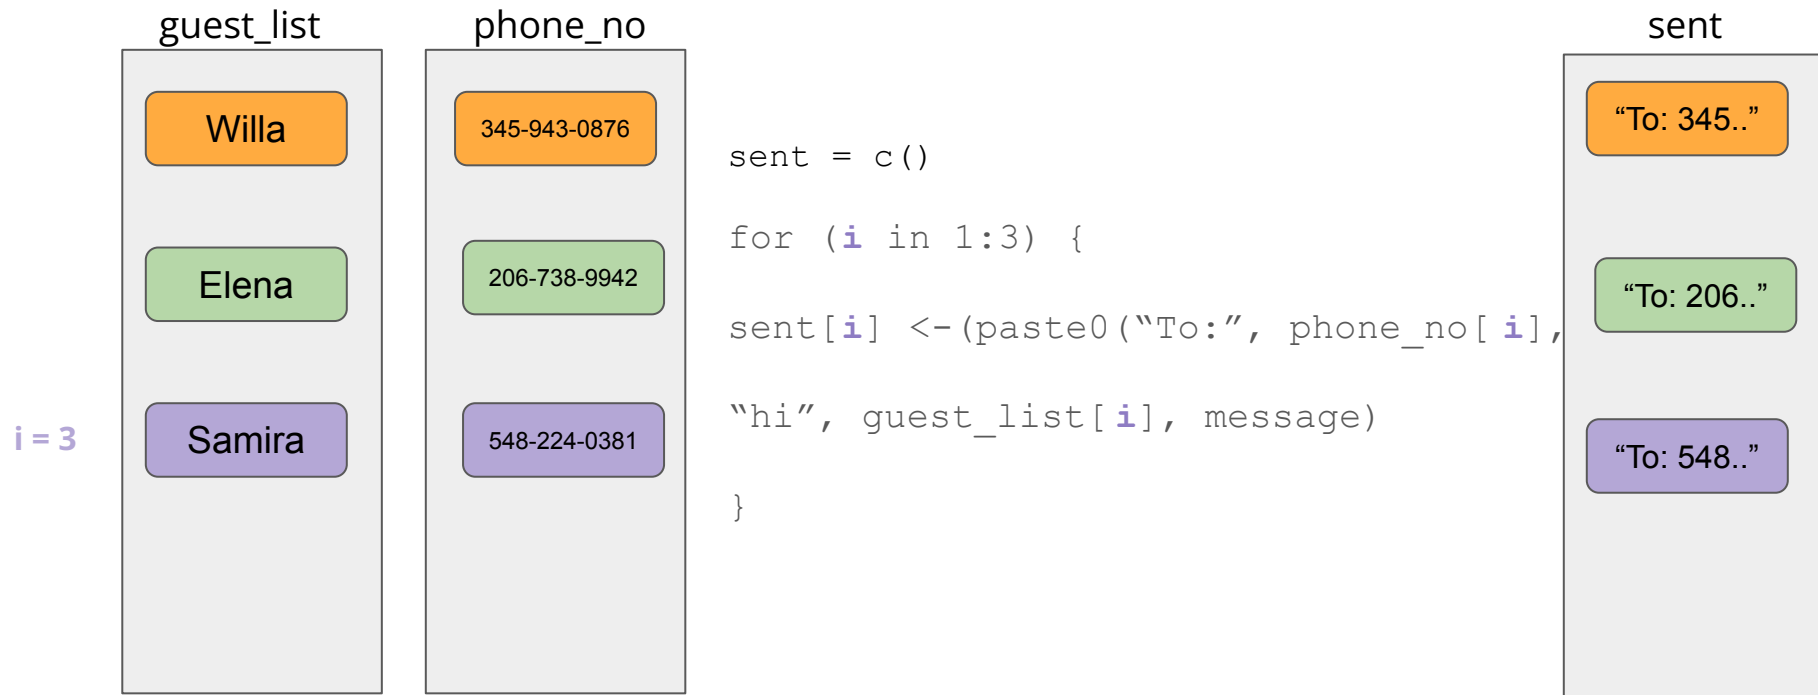 guest_list
phone_no
sent
Willa
345-943-0876
“To: 345..”
sent = c()
for (i in 1:3) {
Elena
206-738-9942
“To: 206..”
sent[i] <-(paste0(“To:”, phone_no[ i],
“hi”, guest_list[ i], message)
i = 3
Samira
548-224-0381
“To: 548..”
}